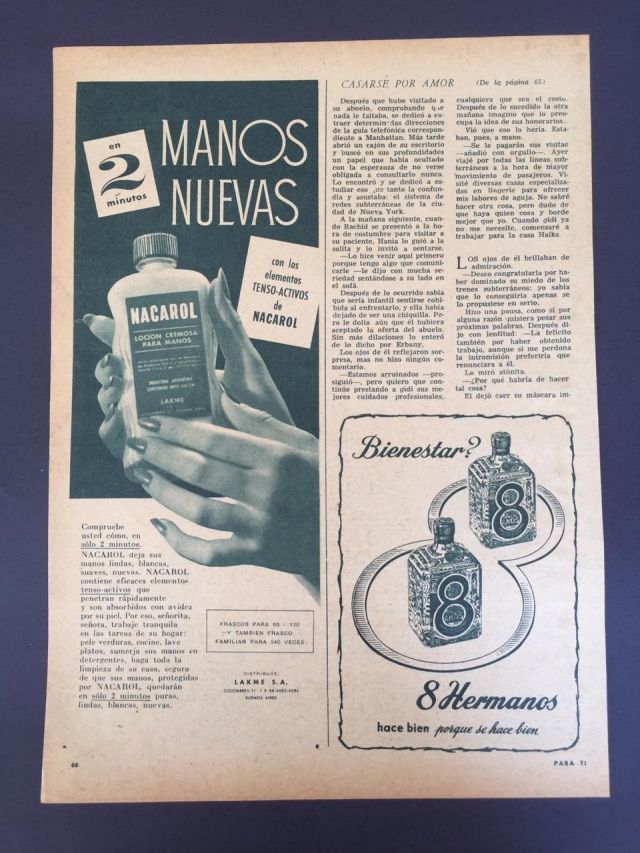 en
2
minutos
MANOS
NUEVAS
con los
elementos
TENSO-ACTIVOS
de
NACAROL
NACAROL
LOCION CREMOSA
PARA MANOS
INDUSTRIA ARGENTINA
LAKME
Compruebe
usted cómo, en
sólo 2 minutos.
NACAROL deja sus
manos lindas, blancas,
suaves, nuevas. NACAROL
contiene eficaces elementos
tenso-activos que
penetran rápidamente
y son absorbidos con avidez
por su piel. Por eso, señorita,
señora, trabaje tranquila
en las tareas de su hogar:
pele verduras, cocine, lave
platos, sumerja sus manos en
detergentes, haga toda la
limpieza de su casa, segura
de que sus manos, protegidas
por NACAROL, quedarán
en sólo 2 minutos puras,
lindas, blancas, nuevas.
FRASCOS PARA 60 - 150
—Y TAMBIEN FRASCO
FAMILIAR PARA 240 VECES
DISTRIBUYE:
LAKME S.A.
BUENOS AIRES
CASARSE POR AMOR (De la página 65)
Después que hubo visitado a
su abuelo, comprobando que
nada le faltaba, se dedicó a ex-
traer determinadas direcciones
de la guía telefónica correspon-
diente a Manhattan. Más tarde
abrió un cajón de su escritorio
y buscó en sus profundidades
un papel que había ocultado
con la esperanza de no verse
obligada a consultarlo nunca.
Lo encontró y se dedicó a es-
tudiar eso que tanto la confun-
día y asustaba: el sistema de
redes subterráneas de la ciu-
dad de Nueva York.
A la mañana siguiente, cuan-
do Rachid se presentó a la ho-
ra de costumbre para visitar a
su paciente, Hania lo guió a la
salita y lo invitó a sentarse.
—Lo hice venir aquí primero
porque tengo algo que comuni-
carle —le dijo con mucha se-
riedad sentándose a su lado en
el sofá.
Después de lo ocurrido sabía
que sería infantil sentirse cohi-
bida al enfrentarlo, y ella había
dejado de ser una chiquilla. Pe-
ro le dolía aún que él hubiera
aceptado la oferta del abuelo.
Sin más dilaciones lo enteró
de lo dicho por Erbany.
Los ojos de él reflejaron sor-
presa, mas no hizo ningún co-
mentario.
—Estamos arruinados —pro-
siguió—, pero quiero que con-
tinúe prestando a gidi sus me-
jores cuidados profesionales,
cualquiera que sea el costo.
Después de lo sucedido la otra
mañana imagino que lo preo-
cupa la idea de sus honorarios...
Vió que eso lo hería. Esta-
ban, pues, a mano.
—Se le pagarán sus visitas
—añadió con orgullo—. Ayer
viajé por todas las líneas sub-
terráneas a la hora de mayor
movimiento de pasajeros. Vi-
sité diversas casas especializa-
das en lingerie para ofrecer
mis labores de aguja. No sabré
hacer otra cosa, pero dudo de
que haya quien cosa y borde
mejor que yo. Cuando gidi ya
no me necesite, comenzaré a
trabajar para la casa Haiks.
LOS ojos de él brillaban de
admiración.
—Deseo congratularla por ha-
ber dominado su miedo de los
trenes subterráneos: yo sabía
que lo conseguiría apenas se
lo propusiese en serio.
Hizo una pausa, como si por
alguna razón quisiera pesar sus
próximas palabras. Después di-
jo con lentitud: —La felicito
también por haber obtenido
trabajo, aunque si me perdona
la intromisión preferiría que
renunciara a él.
Lo miró atónita.
—¿Por qué habría de hacer
tal cosa?
El dejó caer su máscara im-
Bienestar?
8
8
8 Hermanos
hace bien porque se hace bien
66
PARA TI